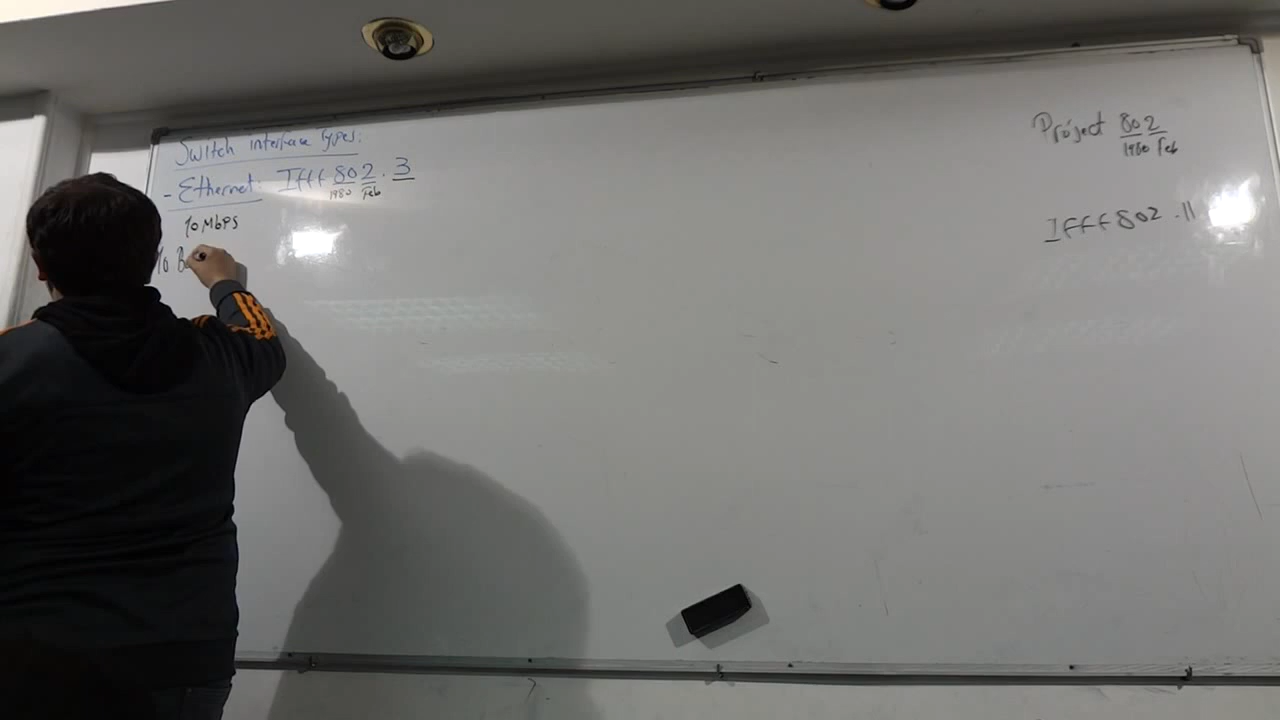 Switch interface Types:
- Ethernet: IEEE 802.3
1980 Feb
10 Mbps
10 B
Project 802
1980 Feb
IEEE 802.11